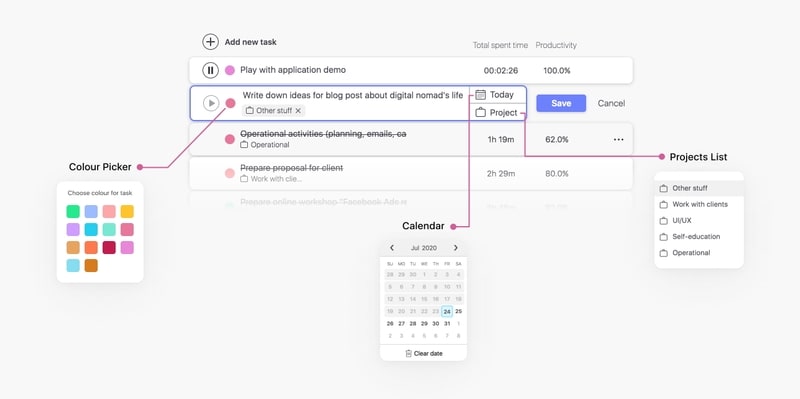 Add new task
Total spent time Productivity
Play with application demo 00:02:26 100.0%
Write down ideas for blog post about digital nomad's life Today
Other stuff Project Save Cancel
Operational activities (planning, emails, ca 1h 19m 62.0%
Operational
Prepare proposal for client 2h 29m 80.0%
Work with clie...
Prepare online workshop "Facebook Ads
Colour Picker
Choose colour for task
Calendar
Jul 2020
SU MO TU WE TH FR SA
28 29 30 1 2 3 4
5 6 7 8 9 10 11
12 13 14 15 16 17 18
19 20 21 22 23 24 25
26 27 28 29 30 31 1
2 3 4 5 6 7 8
Clear date
Projects List
Other stuff
Work with clients
UI/UX
Self-education
Operational